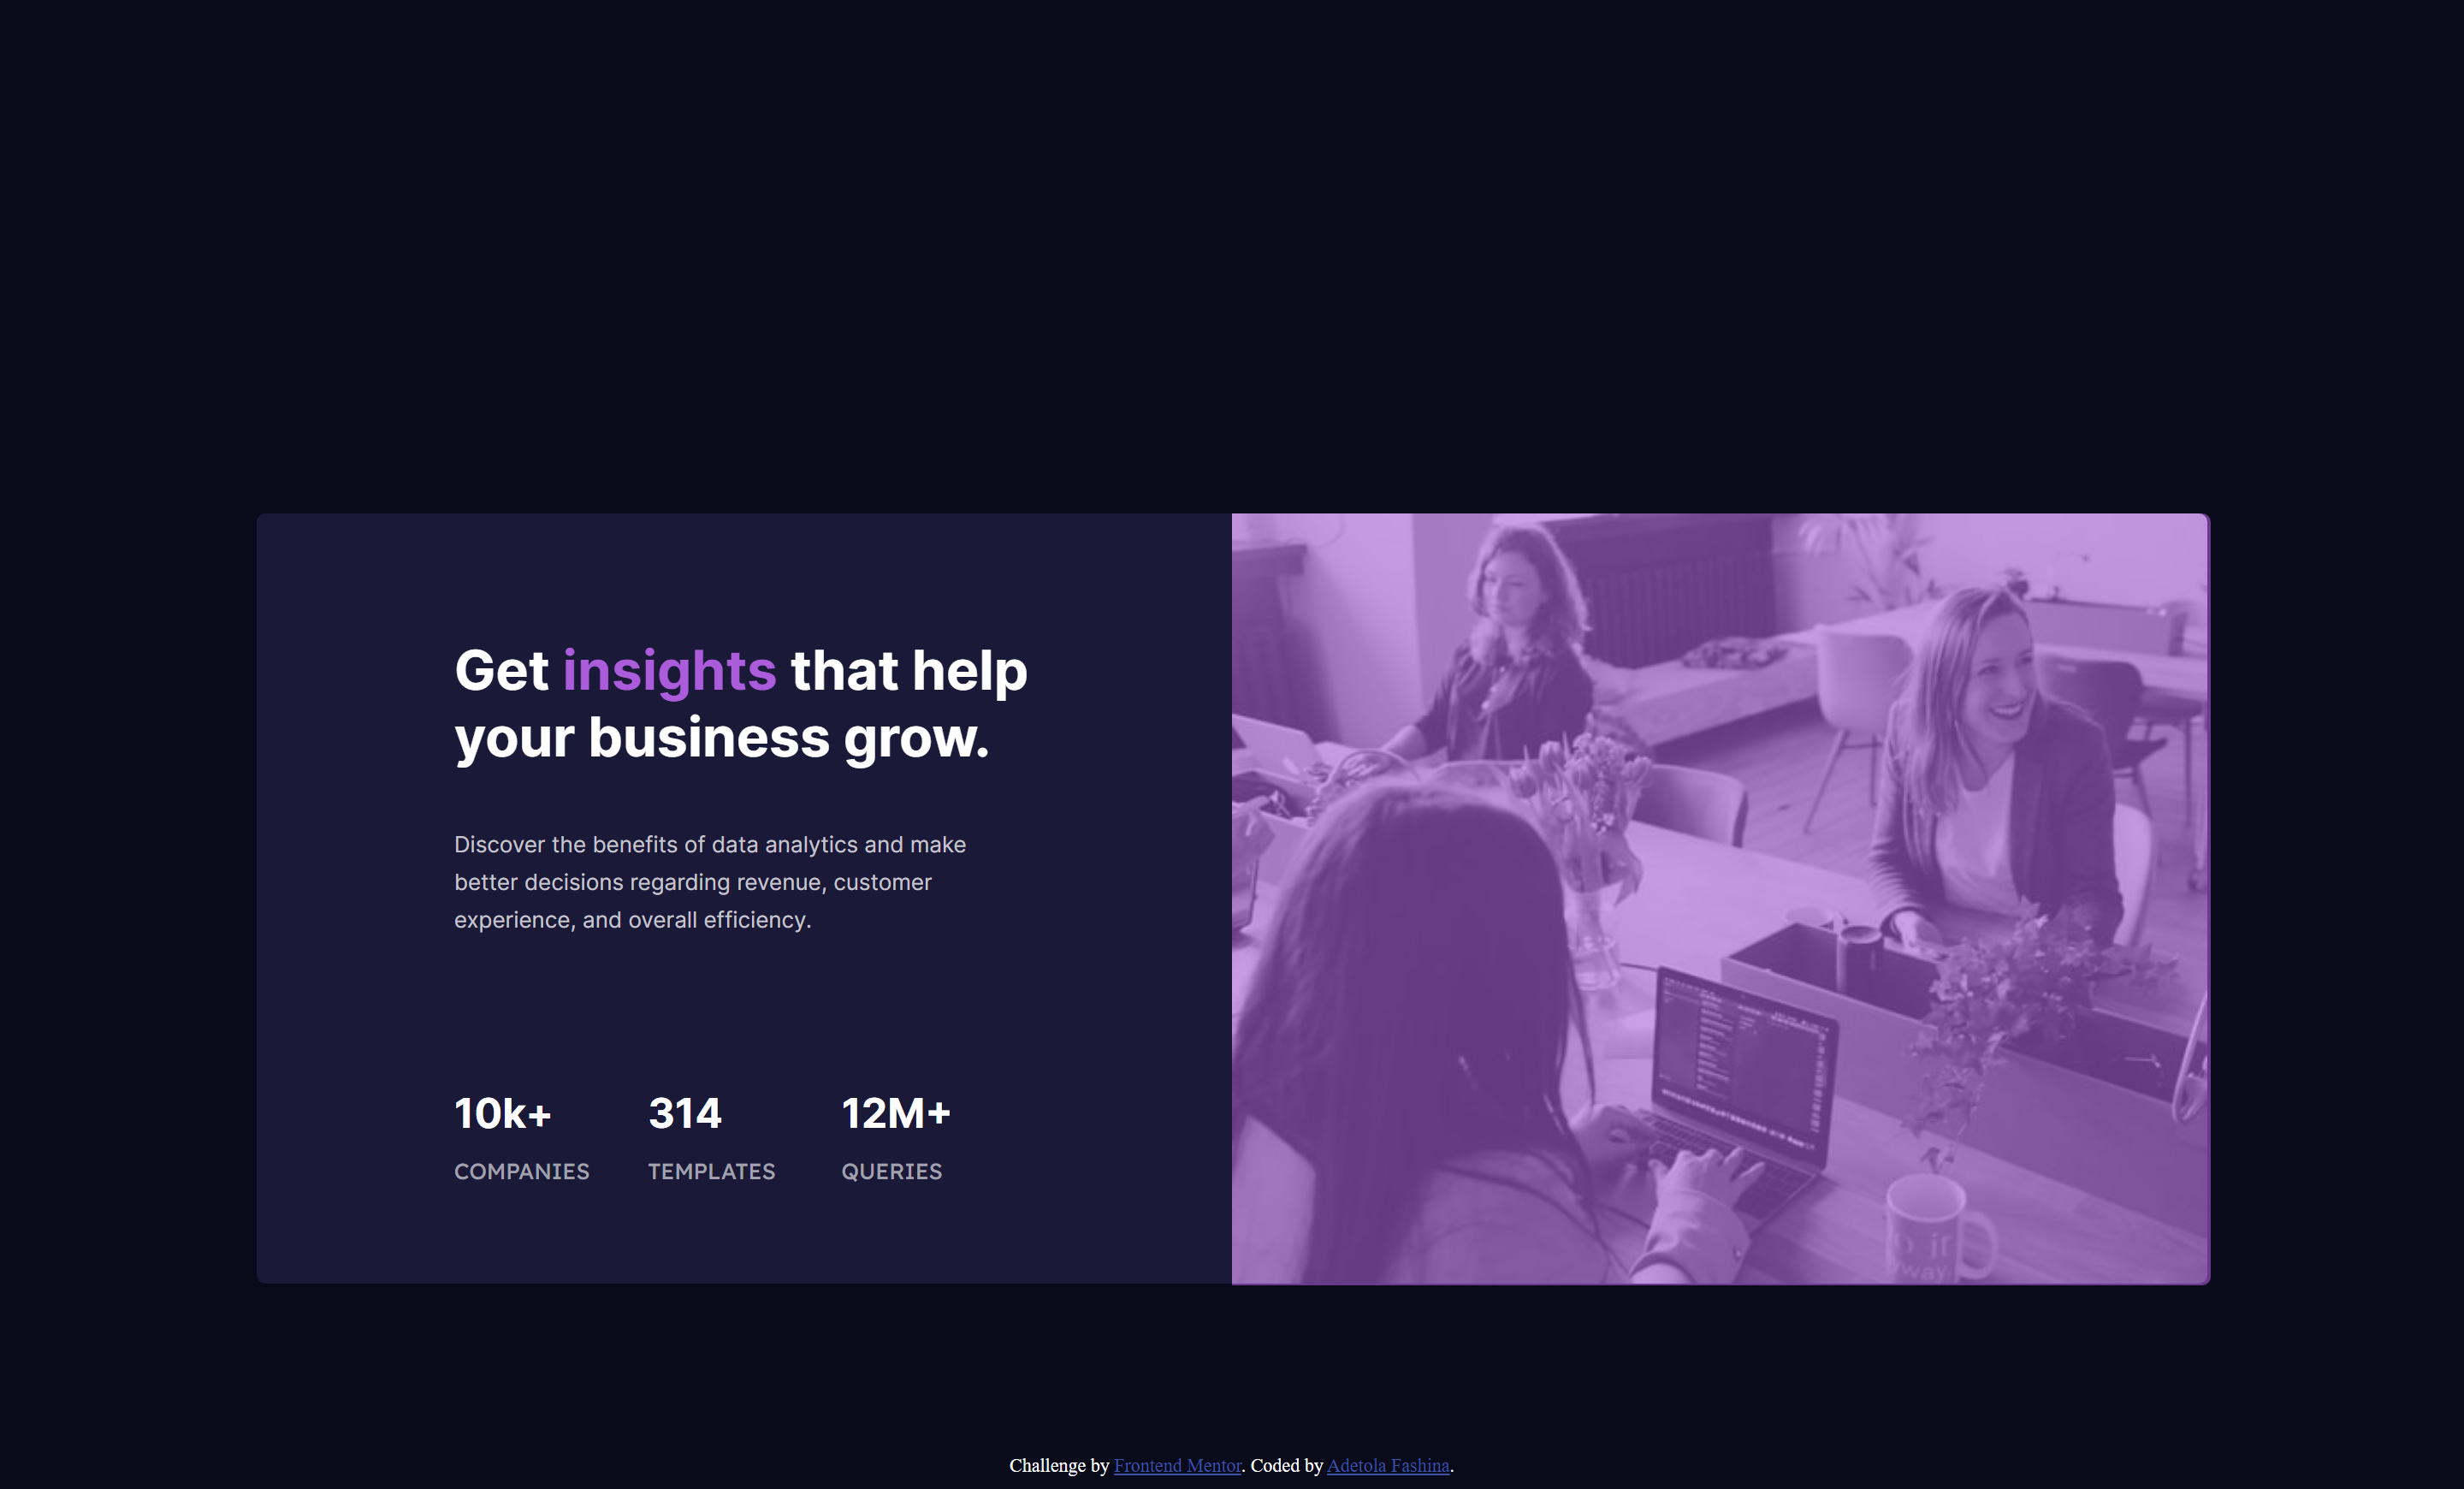 Get insights that help
your business grow.
Discover the benefits of data analytics and make
better decisions regarding revenue, customer
experience, and overall efficiency.
10k+ 314 12M+
COMPANIES TEMPLATES QUERIES
Challenge by Frontend Mentor. Coded by Adetola Fashina.